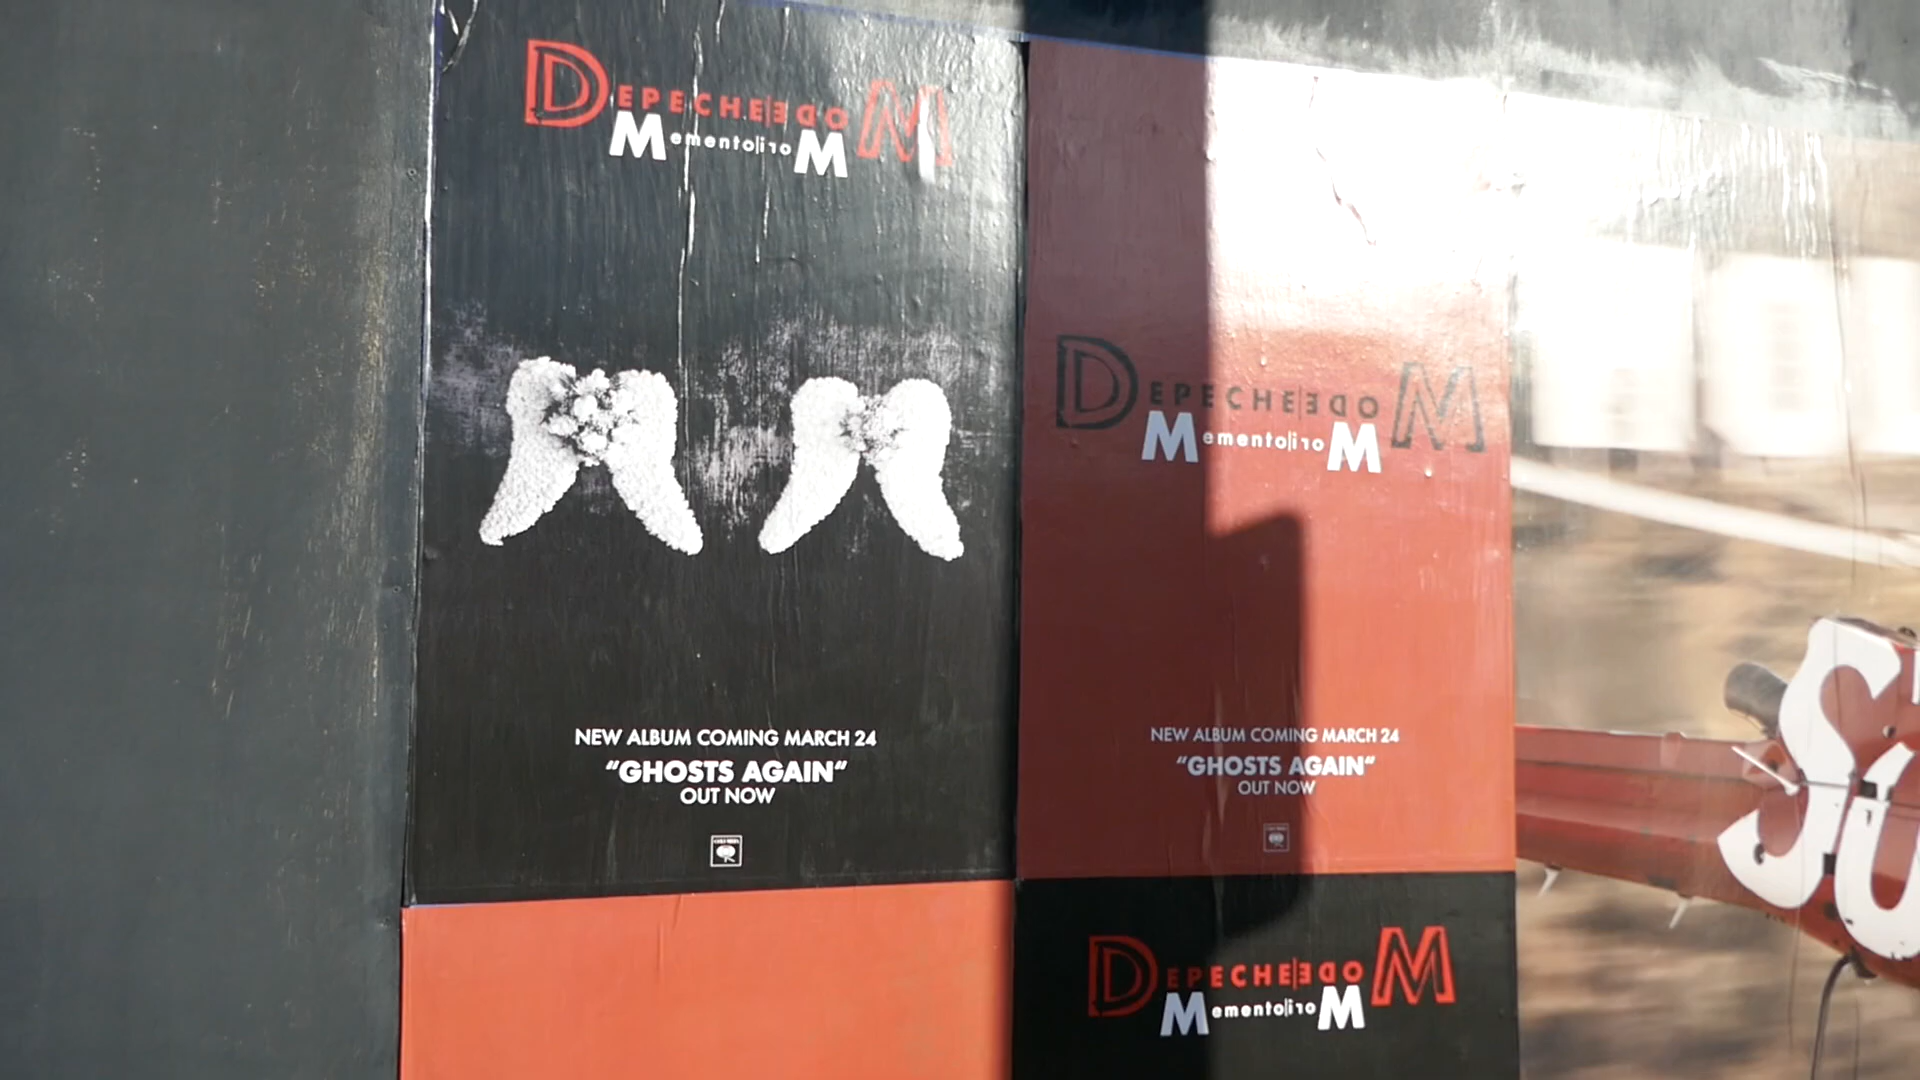 DEPECHE|MODE
Memento|Mori
NEW ALBUM COMING MARCH 24
"GHOSTS AGAIN"
OUT NOW
DEPECHE|MODE
Memento|Mori
NEW ALBUM COMING MARCH 24
"GHOSTS AGAIN"
OUT NOW
DEPECHE|MODE
Memento|Mori